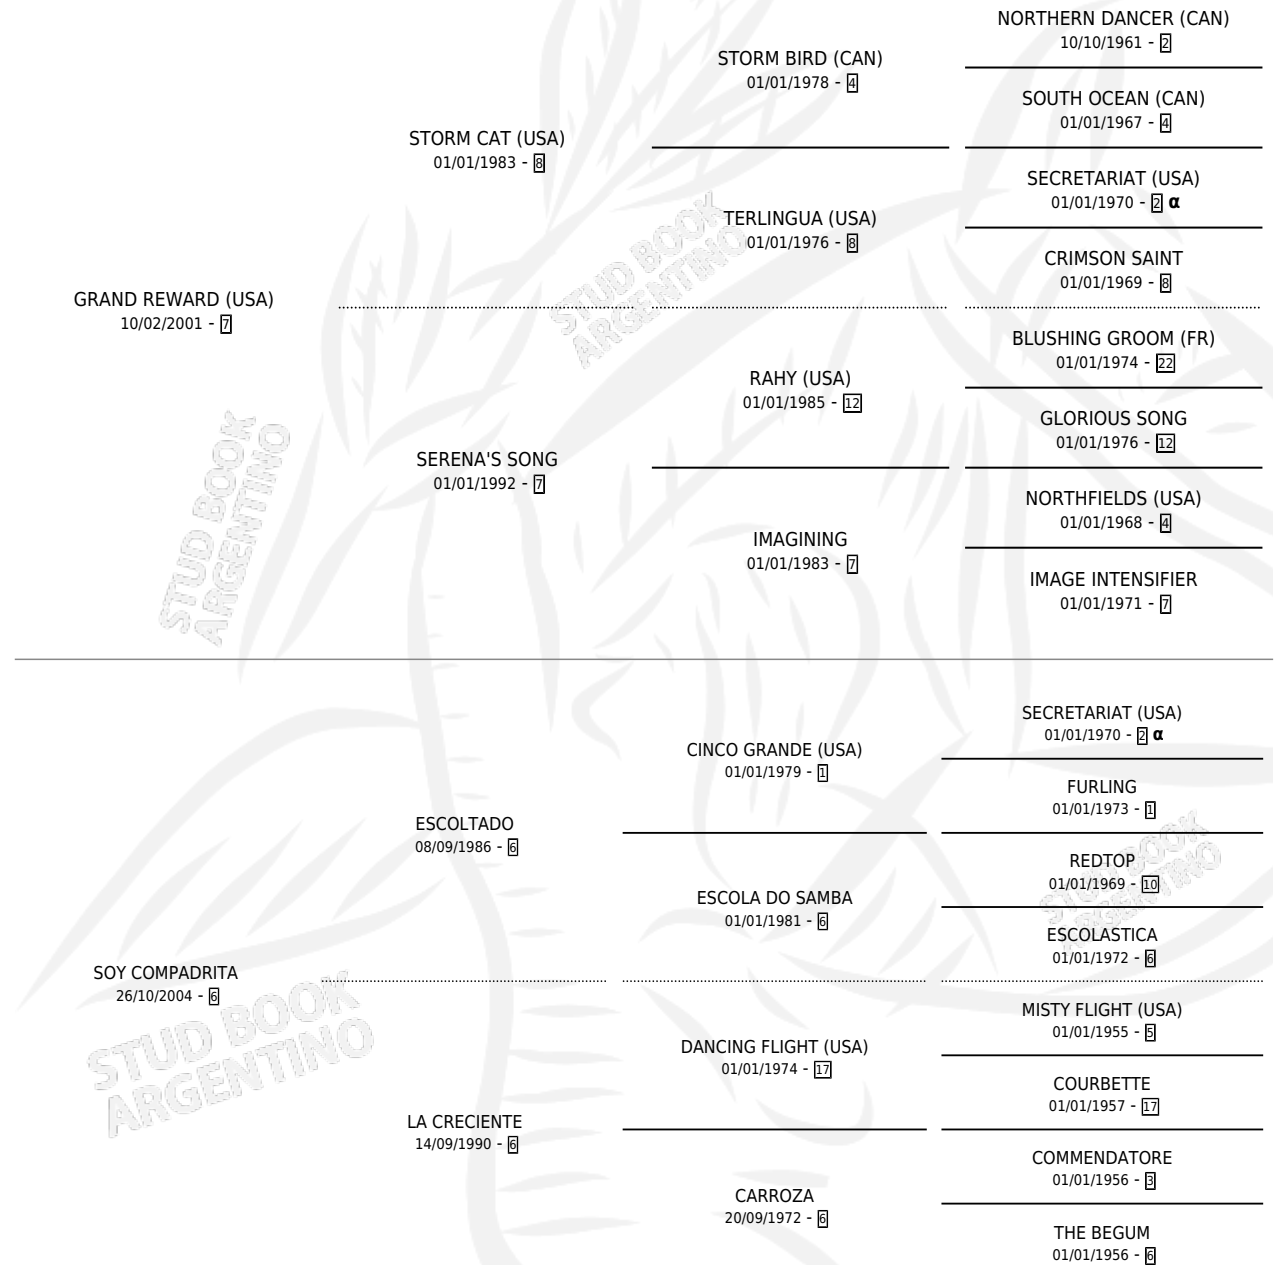 NORTHERN DANCER (CAN)
10/10/1961 - 2
STORM BIRD (CAN)
01/01/1978 - 4
SOUTH OCEAN (CAN)
01/01/1967 - 4
STORM CAT (USA)
01/01/1983 - 8
SECRETARIAT (USA)
01/01/1970 - 2 α
TERLINGUA (USA)
01/01/1976 - 8
CRIMSON SAINT
01/01/1969 - 8
GRAND REWARD (USA)
10/02/2001 - 7
BLUSHING GROOM (FR)
01/01/1974 - 22
RAHY (USA)
01/01/1985 - 12
GLORIOUS SONG
01/01/1976 - 12
SERENA'S SONG
01/01/1992 - 7
NORTHFIELDS (USA)
01/01/1968 - 4
IMAGINING
01/01/1983 - 7
IMAGE INTENSIFIER
01/01/1971 - 7
SECRETARIAT (USA)
01/01/1970 - 2 α
CINCO GRANDE (USA)
01/01/1979 - 1
FURLING
01/01/1973 - 1
ESCOLTADO
08/09/1986 - 6
REDTOP
01/01/1969 - 10
ESCOLA DO SAMBA
01/01/1981 - 6
ESCOLASTICA
01/01/1972 - 6
SOY COMPADRITA
26/10/2004 - 6
MISTY FLIGHT (USA)
01/01/1955 - 5
DANCING FLIGHT (USA)
01/01/1974 - 17
COURBETTE
01/01/1957 - 17
LA CRECIENTE
14/09/1990 - 6
COMMENDATORE
01/01/1956 - 3
CARROZA
20/09/1972 - 6
THE BEGUM
01/01/1956 - 6
STUD BOOK
ARGENTINO
STUD BOOK
ARGENTINO
STUD BOOK
ARGENTINO
STUD BOOK
ARGENTINO